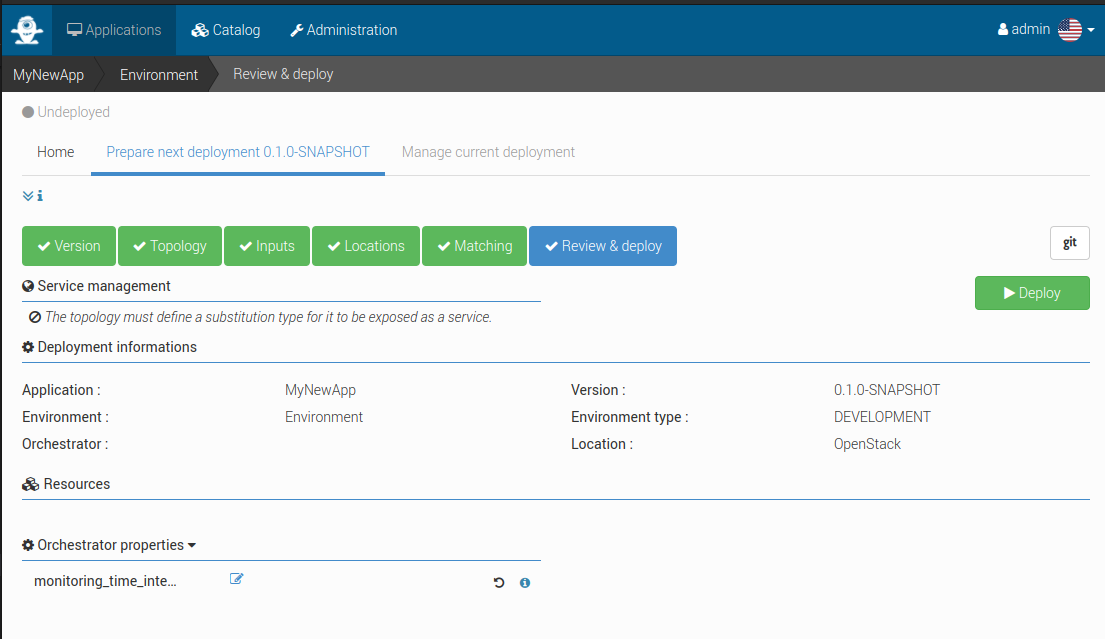 Applications Catalog Administration admin
MyNewApp Environment Review & deploy
Undeployed
Home Prepare next deployment 0.1.0-SNAPSHOT Manage current deployment
Version Topology Inputs Locations Matching Review & deploy git
Service management
Deploy
The topology must define a substitution type for it to be exposed as a service.
Deployment informations
Application : MyNewApp Version : 0.1.0-SNAPSHOT
Environment : Environment Environment type : DEVELOPMENT
Orchestrator : Location : OpenStack
Resources
Orchestrator properties
monitoring_time_inte...